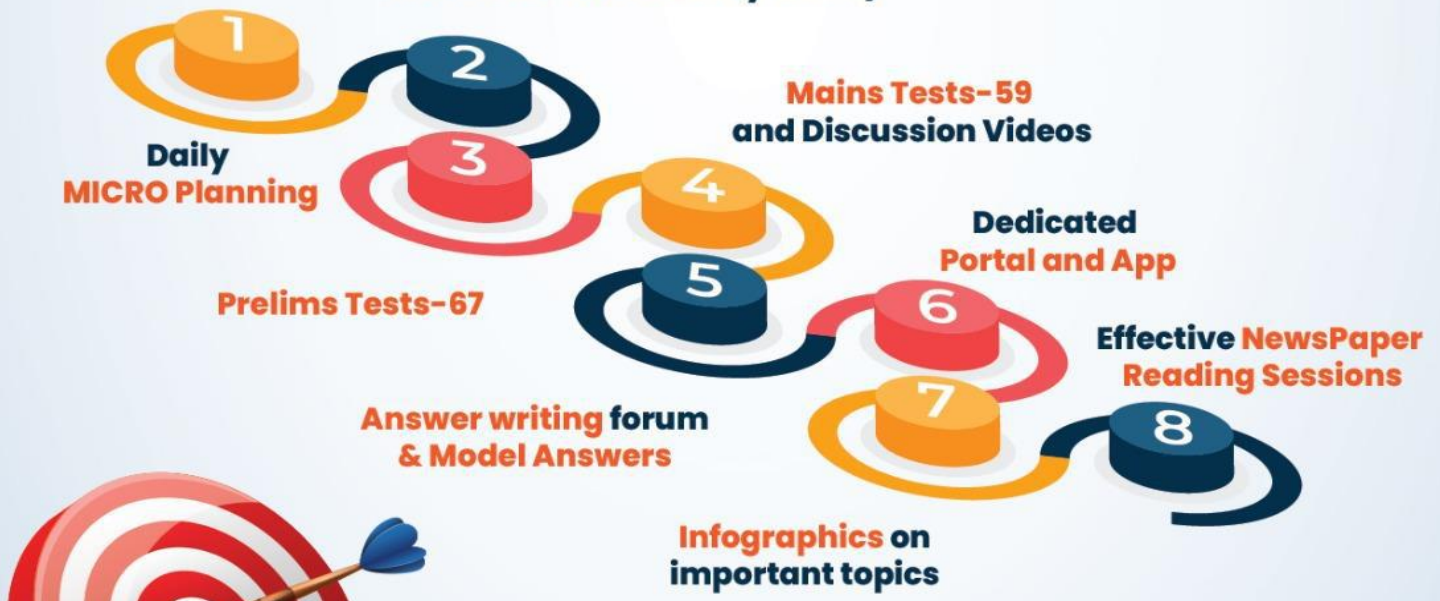 1
2
Daily
MICRO Planning
Mains Tests-59
and Discussion Videos
3
4
Prelims Tests-67
Dedicated
Portal and App
5
6
Answer writing forum
& Model Answers
Effective NewsPaper
Reading Sessions
7
8
Infographics on
important topics